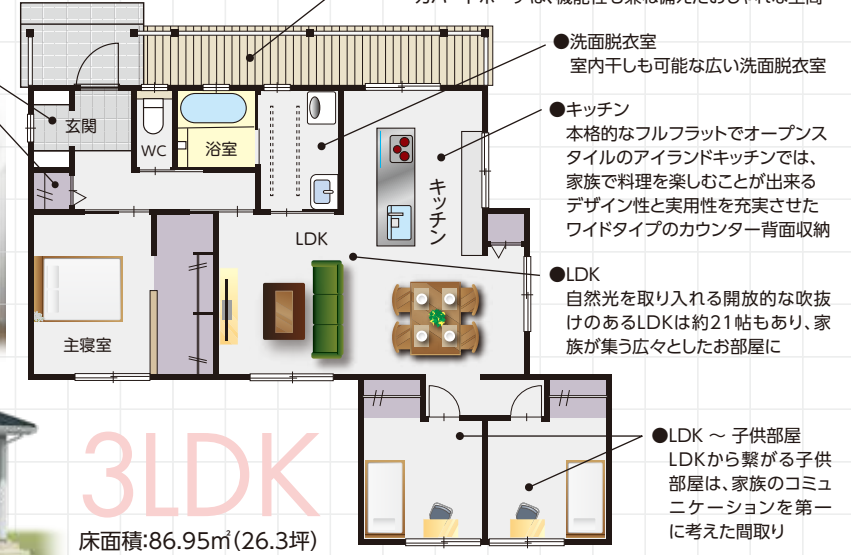 ●洗面脱衣室
室内干しも可能な広い洗面脱衣室
●キッチン
本格的なフルフラットでオープンス
タイルのアイランドキッチンでは、
家族で料理を楽しむことが出来る
デザイン性と実用性を充実させた
ワイドタイプのカウンター背面収納
●LDK
自然光を取り入れる開放的な吹抜
けのあるLDKは約21帖もあり、家
族が集う広々としたお部屋に
●LDK ～ 子供部屋
LDKから繋がる子供
部屋は、家族のコミュ
ニケーションを第一
に考えた間取り
玄関
WC
浴室
キッチン
LDK
主寝室
3LDK
床面積:86.95㎡(26.3坪)